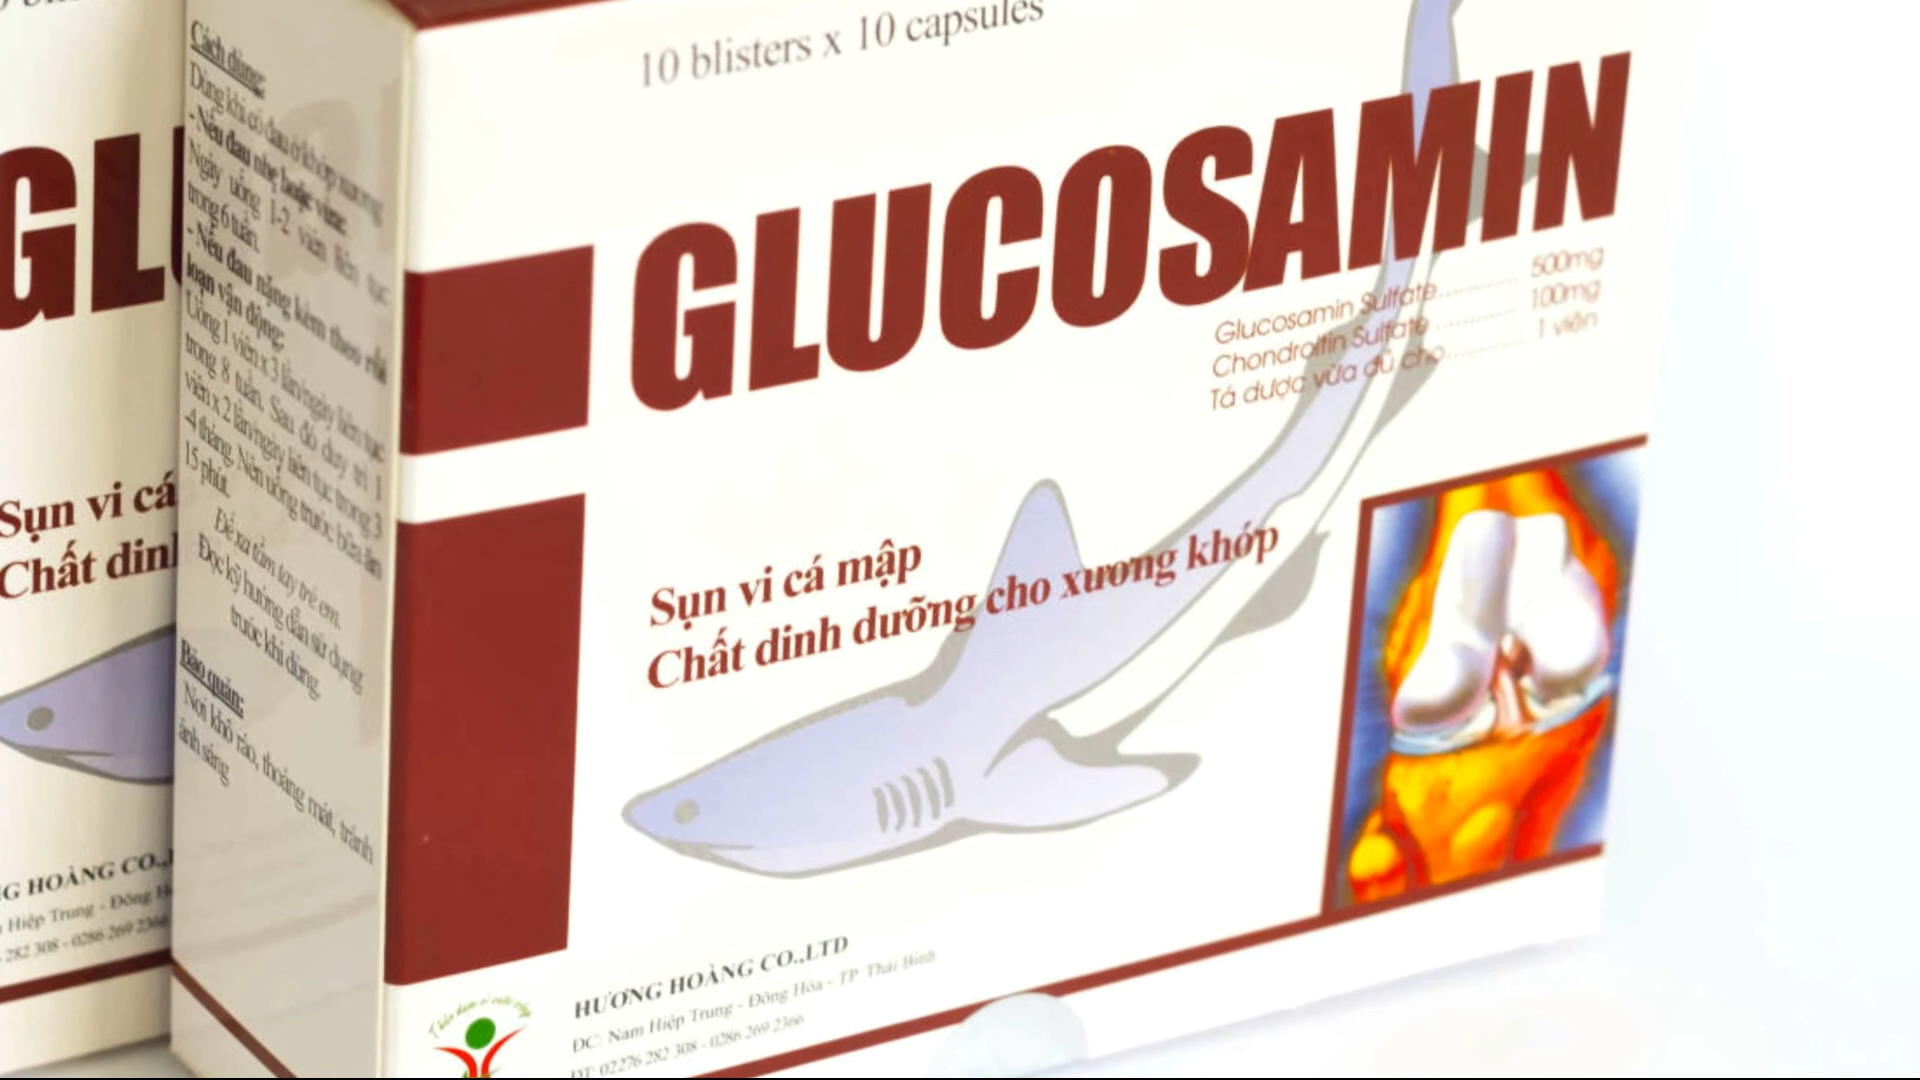 GLU
Sụn vi cá
Chất dinh
G HOÀNG CO.,
Hiệp Trung - Đông H
282 308 - 0286 269 2366
Cách dùng:
Dùng khi có đau ở khớp xương
- Nếu đau nhẹ hoặc vừa:
Ngày uống 1-2 viên liên tục
trong 6 tuần.
- Nếu đau nặng kèm theo rối
loạn vận động:
Uống 1 viên x 3 lần/ngày liên tục
trong 8 tuần. Sau đó duy trì 1
viên x 2 lần/ngày liên tục trong 3
-4 tháng. Nên uống trước bữa ăn
15 phút.
Để xa tầm tay trẻ em.
Đọc kỹ hướng dẫn sử dụng
trước khi dùng.
Bảo quản:
Nơi khô ráo, thoáng mát, tránh
ánh sáng
10 blisters x 10 capsules
GLUCOSAMIN
Glucosamin Sulfate............ 500mg
Chondroitin Sulfate ............ 100mg
Tá dược vừa đủ cho............ 1 viên
Sụn vi cá mập
Chất dinh dưỡng cho xương khớp
HƯƠNG HOÀNG CO.,LTD
ĐC: Nam Hiệp Trung - Đông Hòa - TP. Thái Bình
ĐT: 02276 282 308 - 0286 269 2366